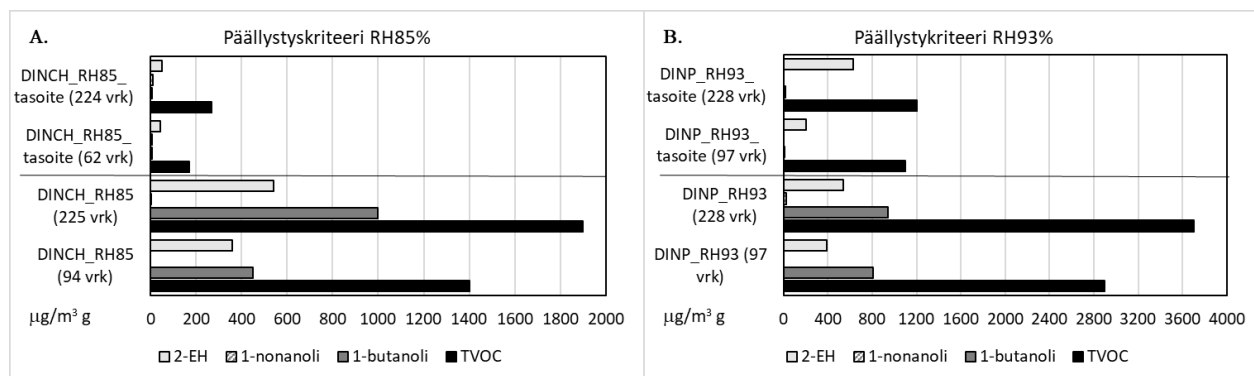 A.
Päällystyskriteeri RH85%
DINCH_RH85_
tasoite (224 vrk)
DINCH_RH85_
tasoite (62 vrk)
DINCH_RH85
(225 vrk)
DINCH_RH85
(94 vrk)
µg/m³ g
0 200 400 600 800 1000 1200 1400 1600 1800 2000
2-EH 1-nonanoli 1-butanoli TVOC
B.
Päällystykriteeri RH93%
DINP_RH93_
tasoite (228 vrk)
DINP_RH93_
tasoite (97 vrk)
DINP_RH93
(228 vrk)
DINP_RH93 (97
vrk)
µg/m³ g
0 400 800 1200 1600 2000 2400 2800 3200 3600 4000
2-EH 1-nonanoli 1-butanoli TVOC